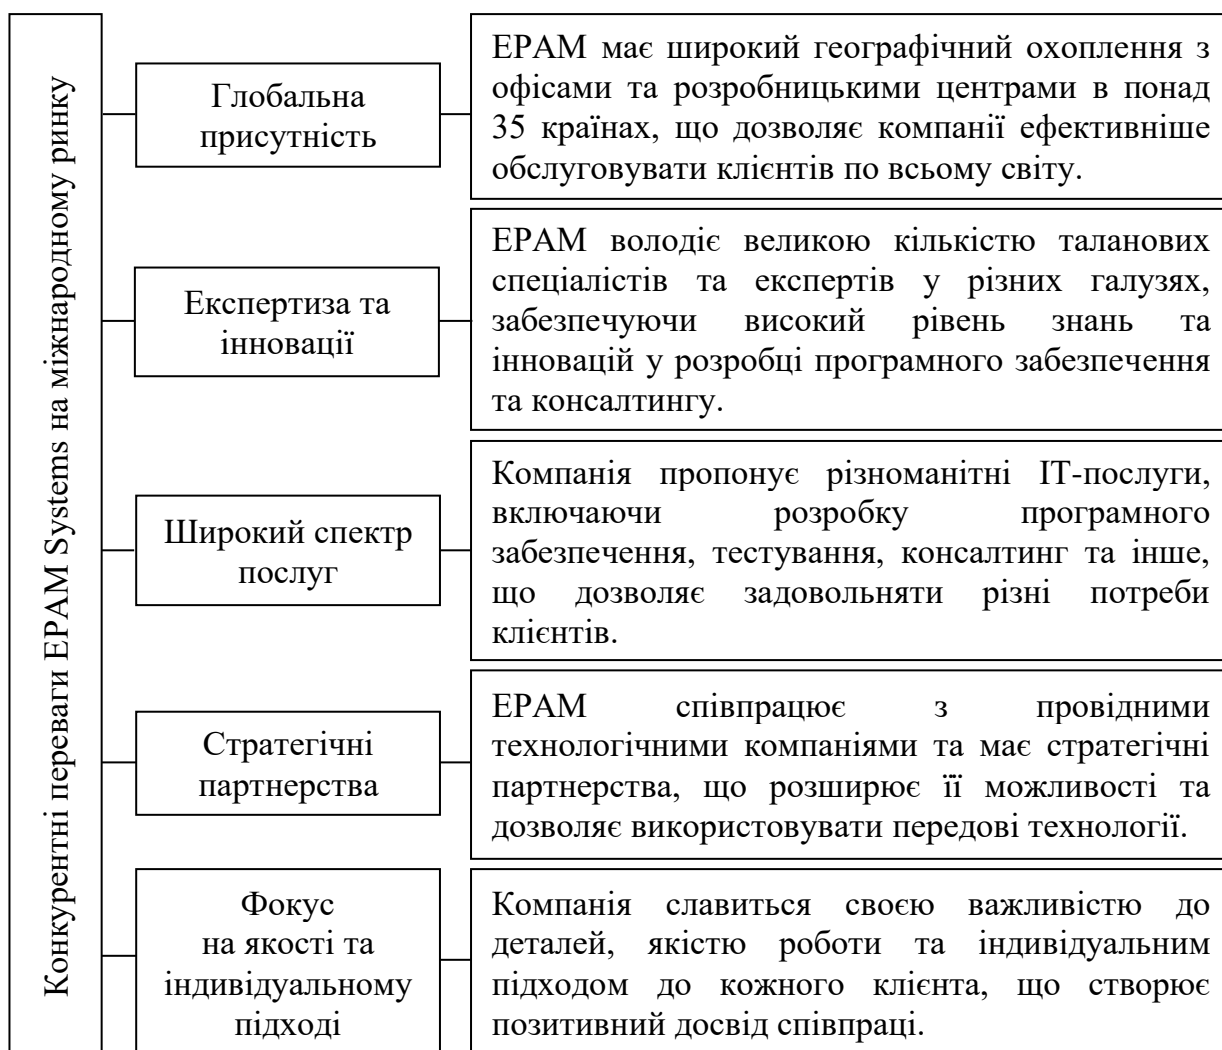 Конкурентні переваги EPAM Systems на міжнародному ринку
Глобальна
присутність
EPAM має широкий географічний охоплення з
офісами та розробницькими центрами в понад
35 країнах, що дозволяє компанії ефективніше
обслуговувати клієнтів по всьому світу.
Експертиза та
інновації
EPAM володіє великою кількістю таланових
спеціалістів та експертів у різних галузях,
забезпечуючи високий рівень знань та
інновацій у розробці програмного забезпечення
та консалтингу.
Широкий спектр
послуг
Компанія пропонує різноманітні ІТ-послуги,
включаючи розробку програмного
забезпечення, тестування, консалтинг та інше,
що дозволяє задовольняти різні потреби
клієнтів.
Стратегічні
партнерства
EPAM співпрацює з провідними
технологічними компаніями та має стратегічні
партнерства, що розширює її можливості та
дозволяє використовувати передові технології.
Фокус
на якості та
індивідуальному
підході
Компанія славиться своєю важливістю до
деталей, якістю роботи та індивідуальним
підходом до кожного клієнта, що створює
позитивний досвід співпраці.